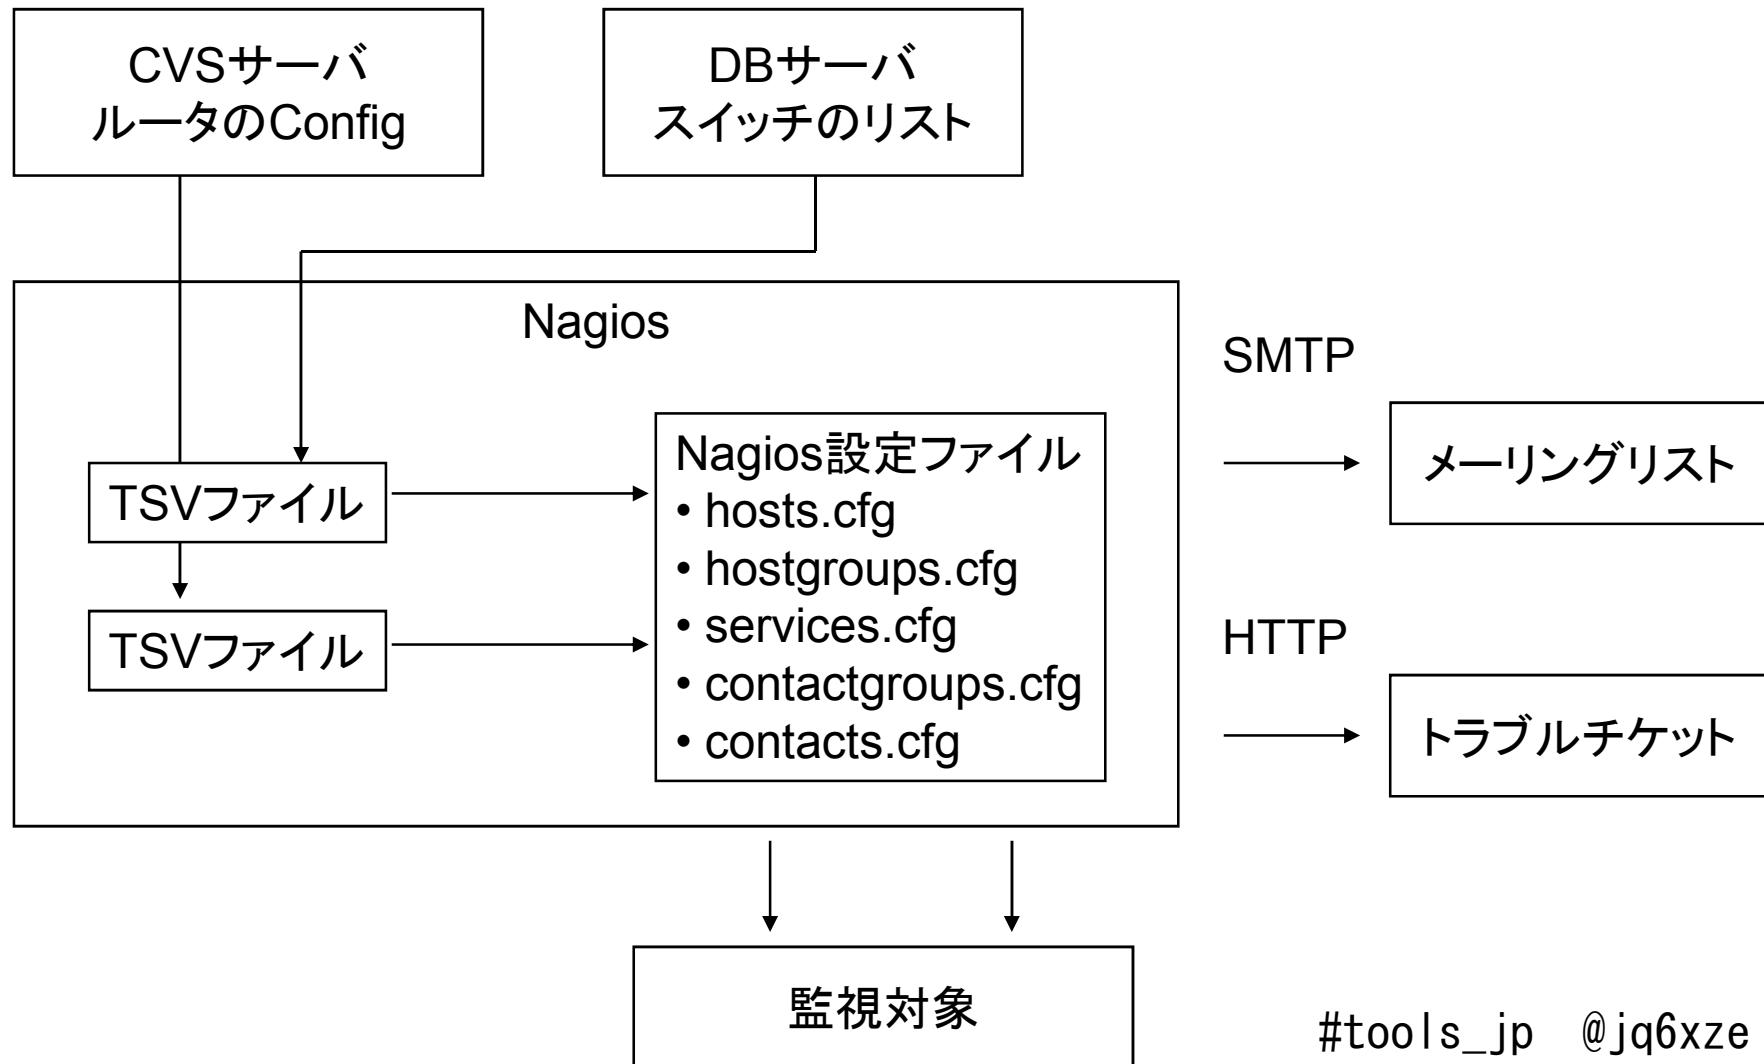 CVSサーバ
ルータのConfig
DBサーバ
スイッチのリスト
Nagios
TSVファイル
TSVファイル
Nagios設定ファイル
• hosts.cfg
• hostgroups.cfg
• services.cfg
• contactgroups.cfg
• contacts.cfg
SMTP
メーリングリスト
HTTP
トラブルチケット
監視対象
#tools_jp @jq6xze